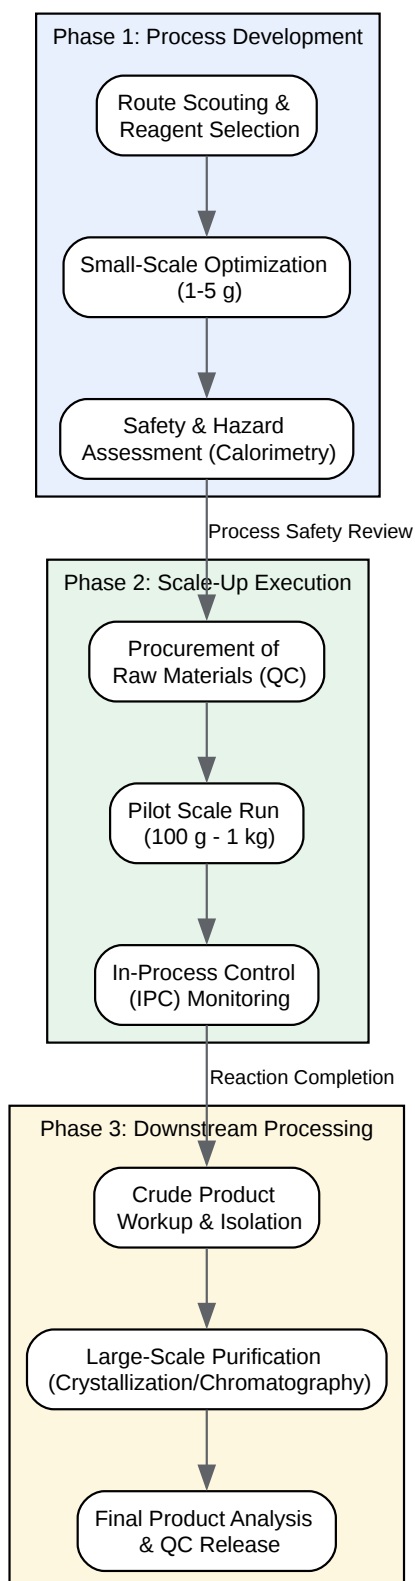 Phase 1: Process Development
Route Scouting &
Reagent Selection
Small-Scale Optimization
(1-5 g)
Safety & Hazard
Assessment (Calorimetry)
Process Safety Review
Phase 2: Scale-Up Execution
Procurement of
Raw Materials (QC)
Pilot Scale Run
(100 g - 1 kg)
In-Process Control
(IPC) Monitoring
Reaction Completion
Phase 3: Downstream Processing
Crude Product
Workup & Isolation
Large-Scale Purification
(Crystallization/Chromatography)
Final Product Analysis
& QC Release